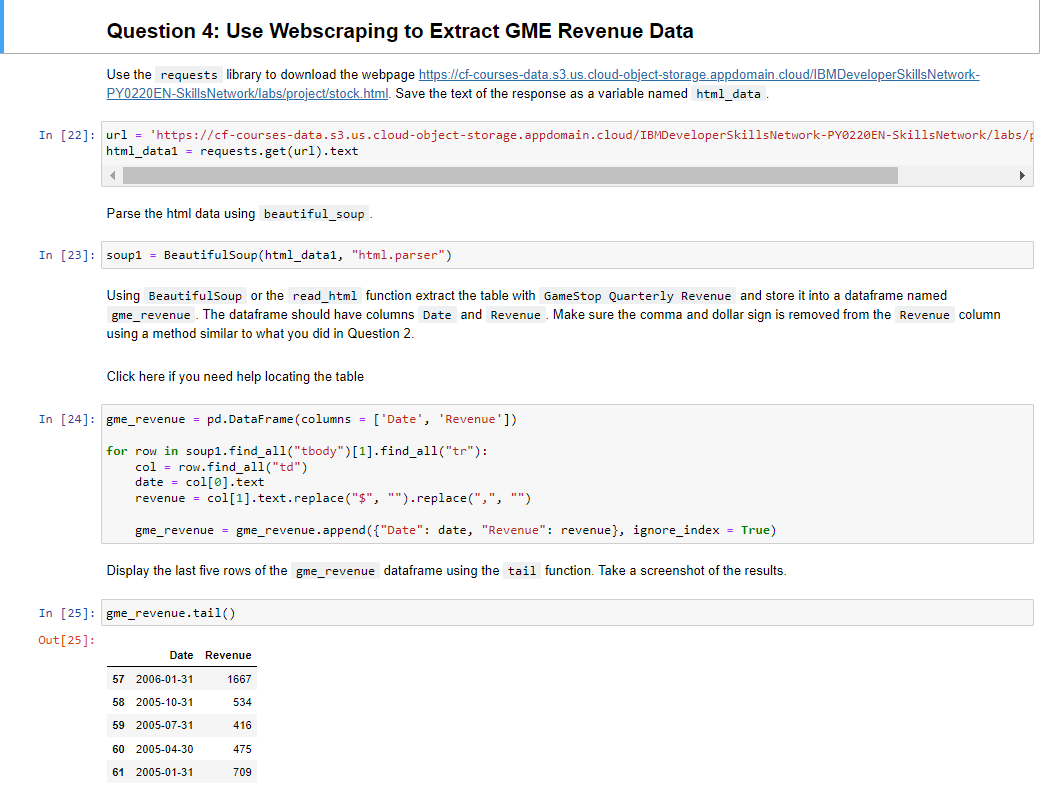 Question 4: Use Webscraping to Extract GME Revenue Data
Use the requests library to download the webpage https://cf-courses-data.s3.us.cloud-object-storage.appdomain.cloud/IBMDeveloperSkillsNetwork-
PY0220EN-SkillsNetwork/labs/project/stock.html. Save the text of the response as a variable named html_data .
In [22]: url = 'https://cf-courses-data.s3.us.cloud-object-storage.appdomain.cloud/IBMDeveloperSkillsNetwork-PY0220EN-SkillsNetwork/labs/p
html_data1 = requests.get(url).text
Parse the html data using beautiful_soup .
In [23]: soup1 = BeautifulSoup(html_data1, "html.parser")
Using BeautifulSoup or the read_html function extract the table with GameStop Quarterly Revenue and store it into a dataframe named
gme_revenue . The dataframe should have columns Date and Revenue . Make sure the comma and dollar sign is removed from the Revenue column
using a method similar to what you did in Question 2.
Click here if you need help locating the table
In [24]: gme_revenue = pd.DataFrame(columns = ['Date', 'Revenue'])
for row in soup1.find_all("tbody")[1].find_all("tr"):
col = row.find_all("td")
date = col[0].text
revenue = col[1].text.replace("$", "").replace(",", "")
gme_revenue = gme_revenue.append({"Date": date, "Revenue": revenue}, ignore_index = True)
Display the last five rows of the gme_revenue dataframe using the tail function. Take a screenshot of the results.
In [25]: gme_revenue.tail()
Out[25]:
Date Revenue
57 2006-01-31 1667
58 2005-10-31 534
59 2005-07-31 416
60 2005-04-30 475
61 2005-01-31 709